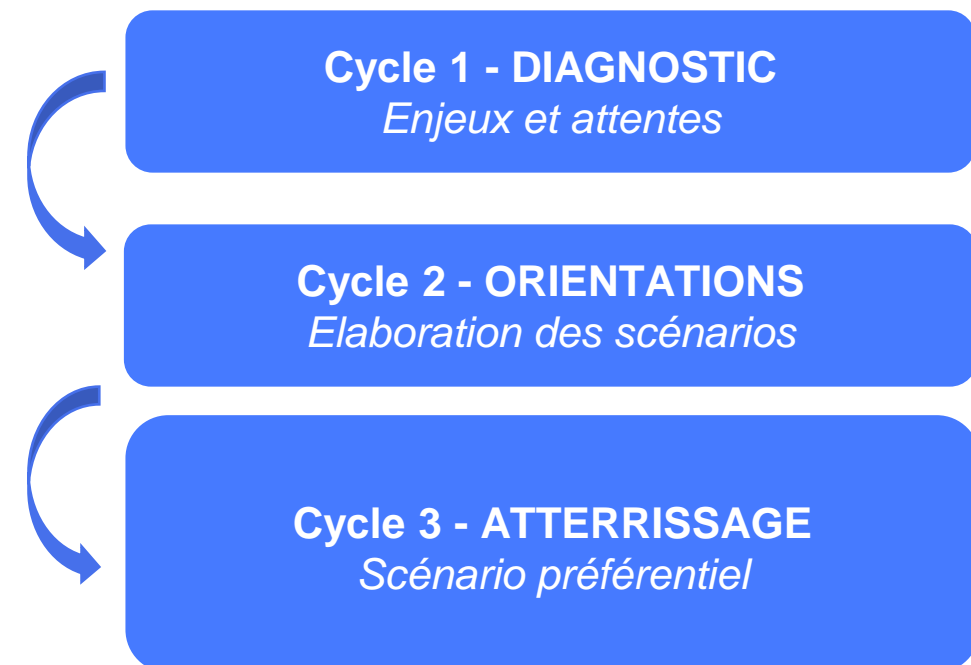 Cycle 1 - DIAGNOSTIC
Enjeux et attentes
Cycle 2 - ORIENTATIONS
Elaboration des scénarios
Cycle 3 - ATTERRISSAGE
Scénario préférentiel